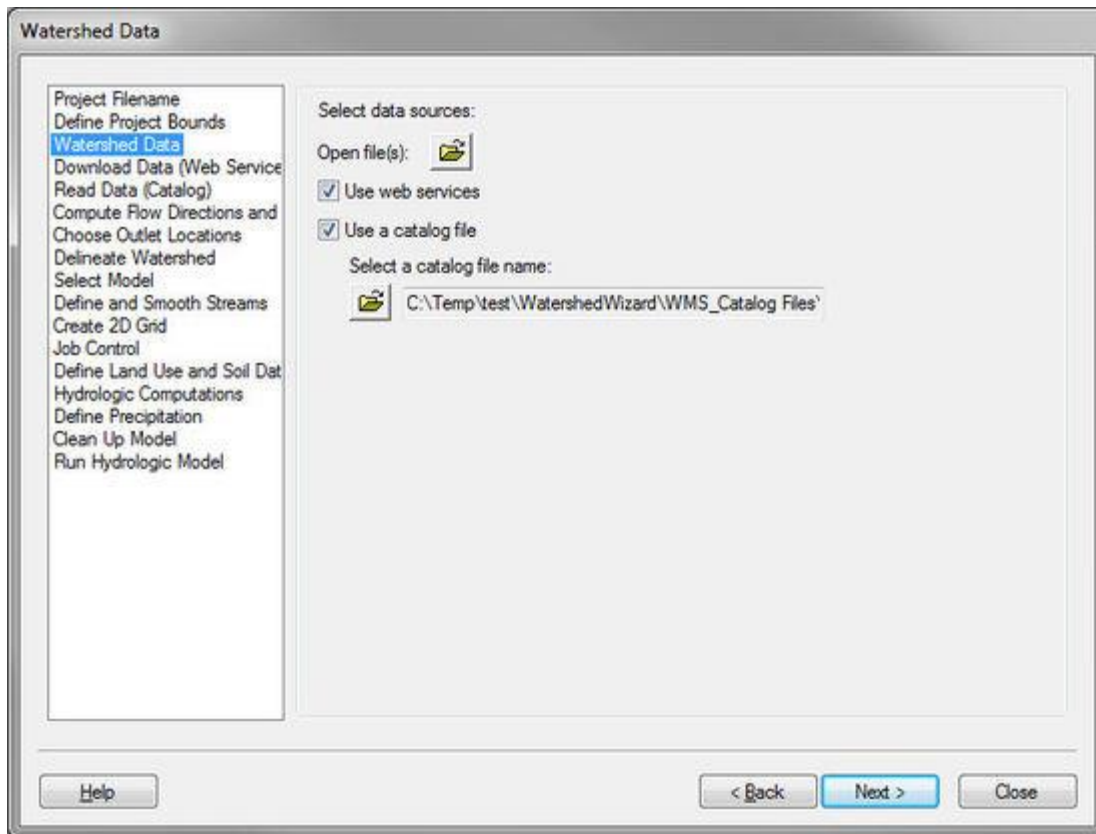 Watershed Data
Project Filename
Define Project Bounds
Watershed Data
Download Data (Web Service
Read Data (Catalog)
Compute Flow Directions and
Choose Outlet Locations
Delineate Watershed
Select Model
Define and Smooth Streams
Create 2D Grid
Job Control
Define Land Use and Soil Dat
Hydrologic Computations
Define Precipitation
Clean Up Model
Run Hydrologic Model
Select data sources:
Open file(s):
Use web services
Use a catalog file
Select a catalog file name:
C:\Temp\test\WatershedWizard\WMS_Catalog Files\
Help
< Back
Next >
Close